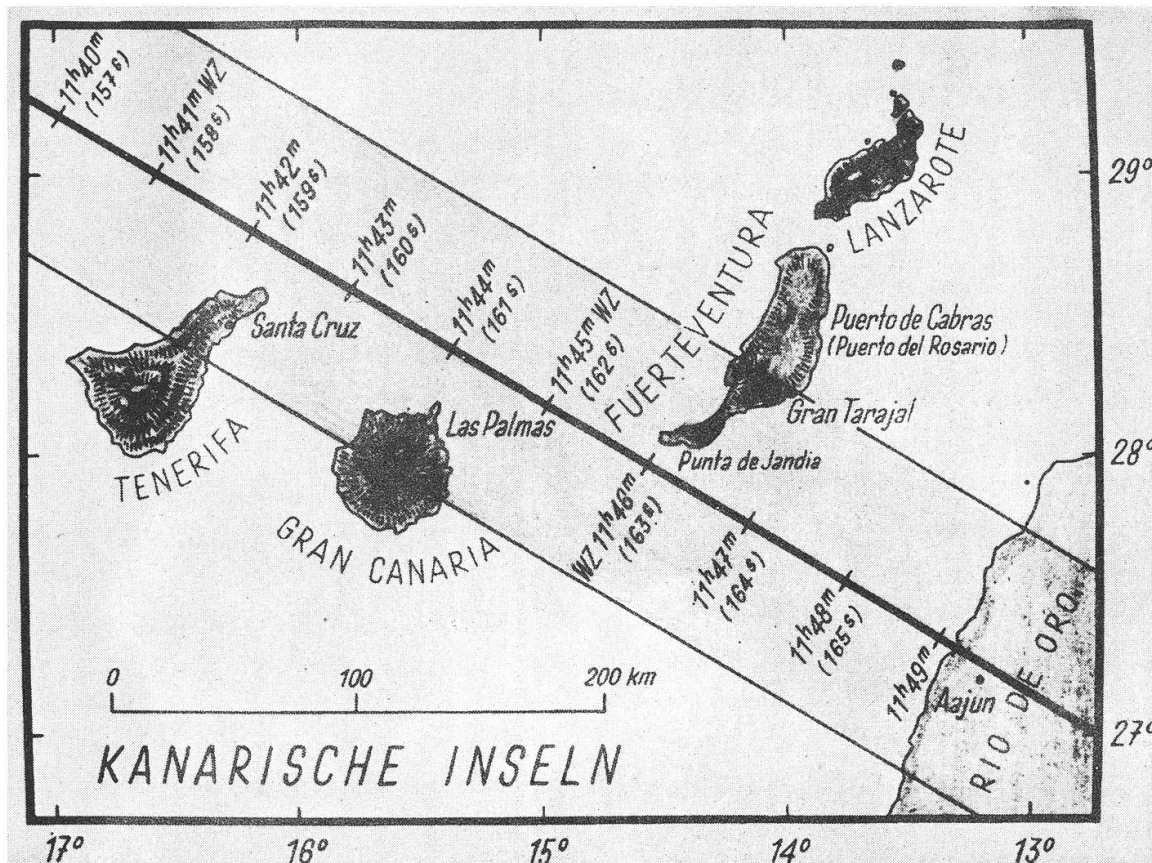 11h40m
(157s)
11h41m WZ
(158s)
11h42m
(159s)
11h43m
(160s)
11h44m
(161s)
11h45m WZ
(162s)
WZ 11h46m
(163s)
11h47m
(164s)
11h48m
(165s)
11h49m
LANZAROTE
FUERTEVENTURA
Puerto de Cabras
(Puerto del Rosario)
Gran Tarajal
Punta de Jandia
Santa Cruz
TENERIFA
Las Palmas
GRAN CANARIA
Aajun
RIO DE ORO
0 100 200 km
KANARISCHE INSELN
29°
28°
27°
17° 16° 15° 14° 13°